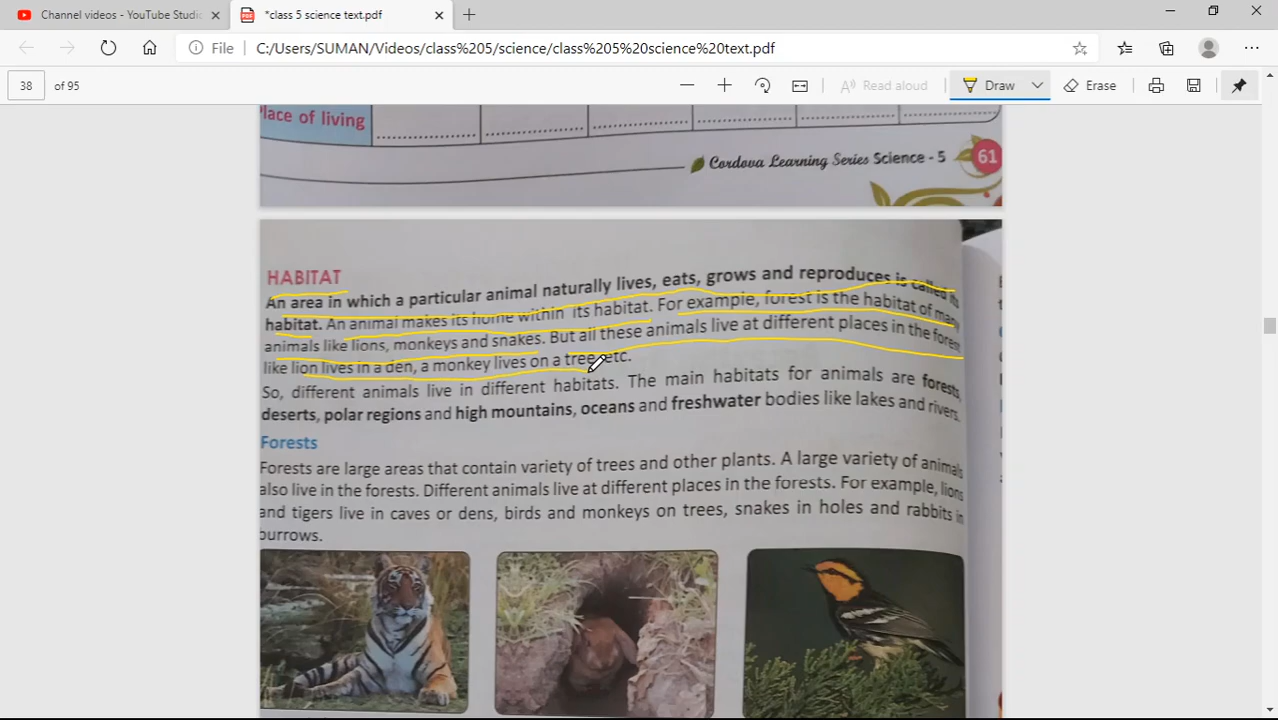 Channel videos - YouTube Studio
*class 5 science text.pdf
File C:/Users/SUMAN/Videos/class%205/science/class%205%20science%20text.pdf
38 of 95
Read aloud
Draw
Erase
Place of living
Cordova Learning Series Science - 5 61
HABITAT
An area in which a particular animal naturally lives, eats, grows and reproduces is called its
habitat. An animal makes its home within its habitat. For example, forest is the habitat of many
animals like lions, monkeys and snakes. But all these animals live at different places in the forest
like lion lives in a den, a monkey lives on a tree etc.
So, different animals live in different habitats. The main habitats for animals are forests,
deserts, polar regions and high mountains, oceans and freshwater bodies like lakes and rivers.
Forests
Forests are large areas that contain variety of trees and other plants. A large variety of animals
also live in the forests. Different animals live at different places in the forests. For example, lions
and tigers live in caves or dens, birds and monkeys on trees, snakes in holes and rabbits in
burrows.